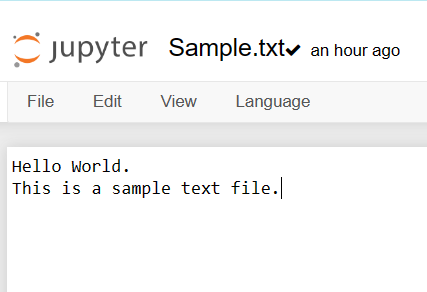 jupyter Sample.txt✔ an hour ago
File Edit View Language
Hello World.
This is a sample text file.